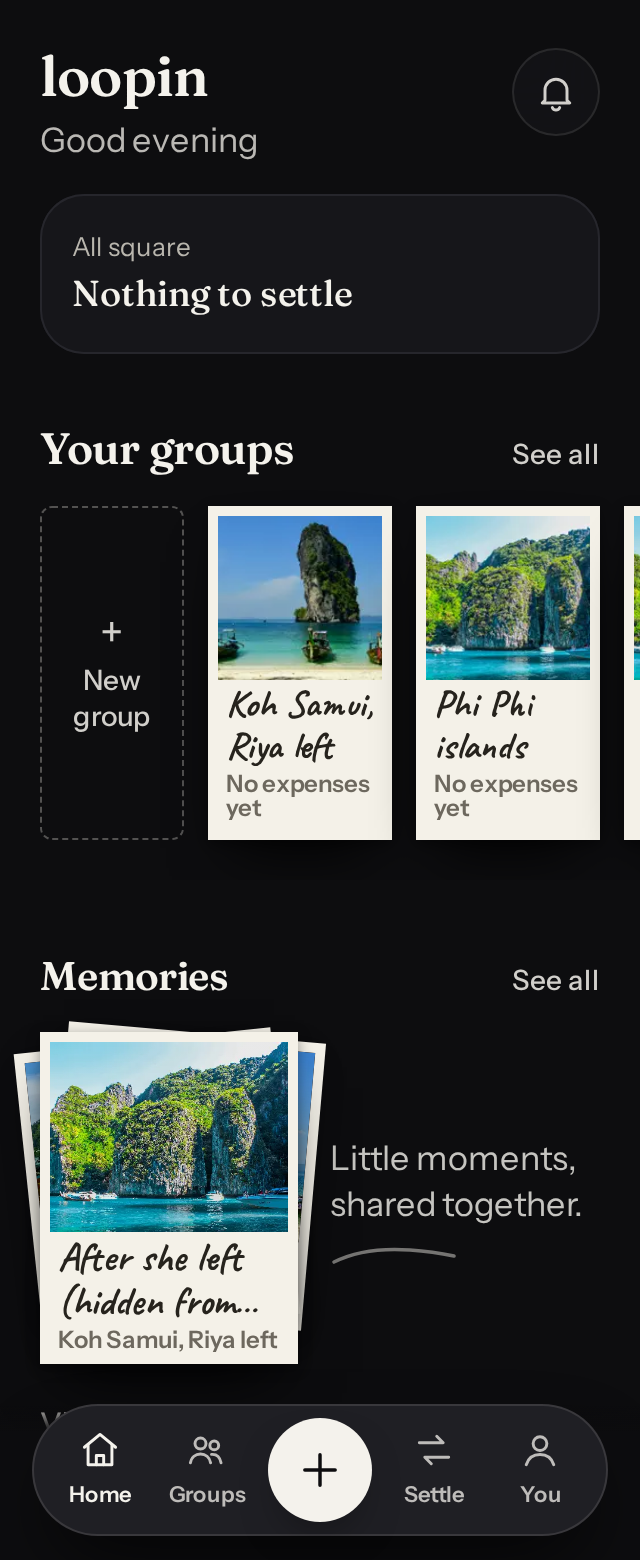 loopin
Good evening
All square
Nothing to settle
Your groups
See all
+
New
group
Koh Samui,
Riya left
No expenses
yet
Phi Phi
islands
No expenses
yet
Memories
See all
After she left
(hidden from...
Koh Samui, Riya left
Little moments,
shared together.
Home
Groups
Settle
You